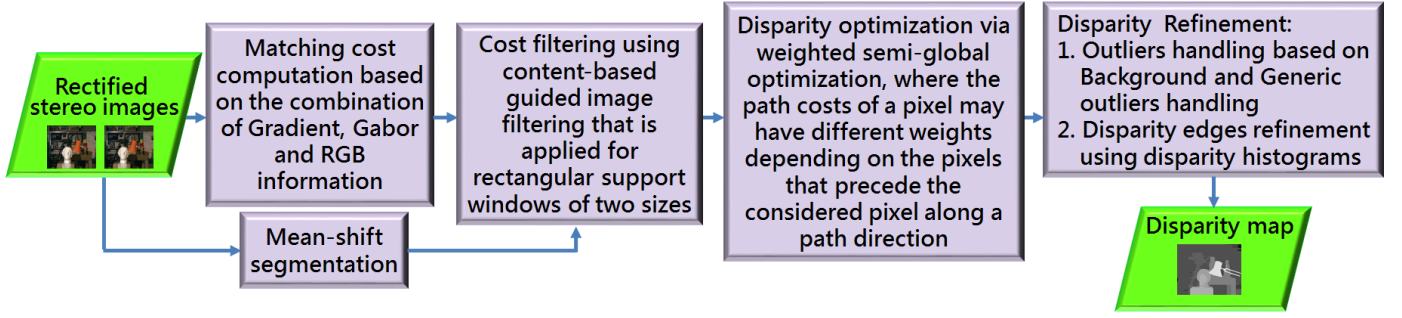 Rectified
stereo images
Matching cost
computation based
on the combination
of Gradient, Gabor
and RGB
information
Mean-shift
segmentation
Cost filtering using
content-based
guided image
filtering that is
applied for
rectangular support
windows of two sizes
Disparity optimization via
weighted semi-global
optimization, where the
path costs of a pixel may
have different weights
depending on the pixels
that precede the
considered pixel along a
path direction
Disparity Refinement:
1. Outliers handling based on
Background and Generic
outliers handling
2. Disparity edges refinement
using disparity histograms
Disparity map